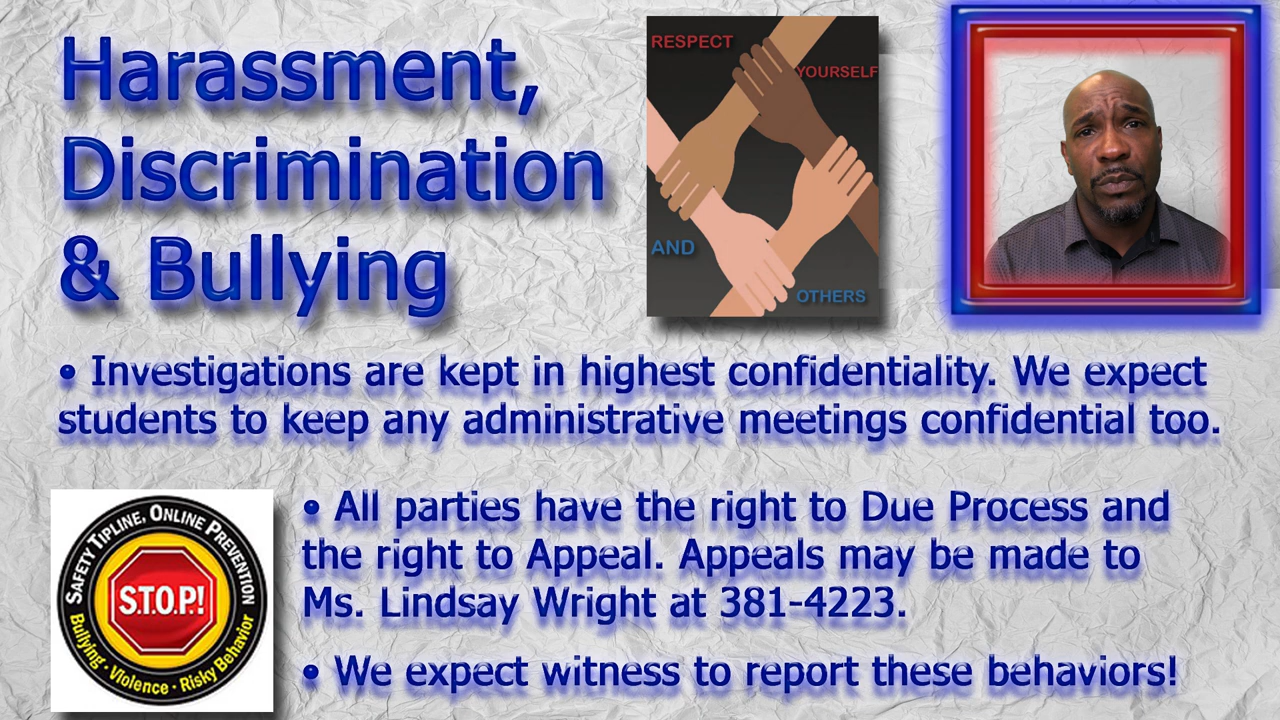 Harassment,
Discrimination
& Bullying
RESPECT
YOURSELF
AND
OTHERS
• Investigations are kept in highest confidentiality. We expect
students to keep any administrative meetings confidential too.
• All parties have the right to Due Process and
the right to Appeal. Appeals may be made to
Ms. Lindsay Wright at 381-4223.
• We expect witness to report these behaviors!
SAFETY TIPLINE, ONLINE PREVENTION
S.T.O.P!
Bullying · Violence · Risky Behavior